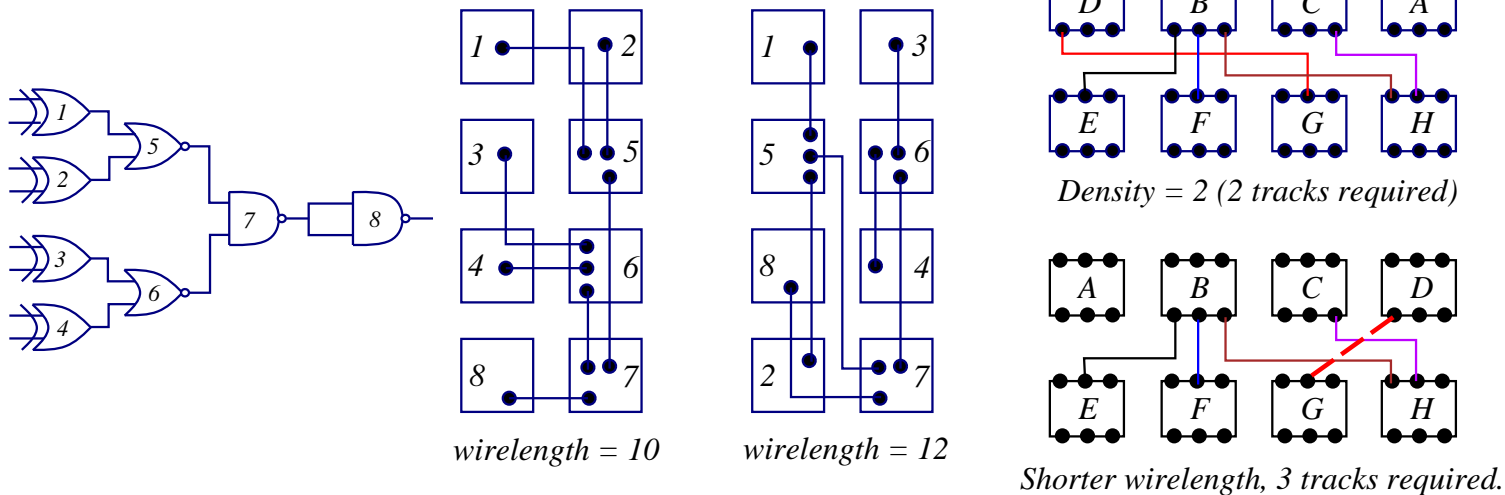 1
2
3
4
5
6
7
8
1 2
3 5
4 6
8 7
wirelength = 10
1 3
5 6
8 4
2 7
wirelength = 12
D B C A
E F G H
Density = 2 (2 tracks required)
A B C D
E F G H
Shorter wirelength, 3 tracks required.